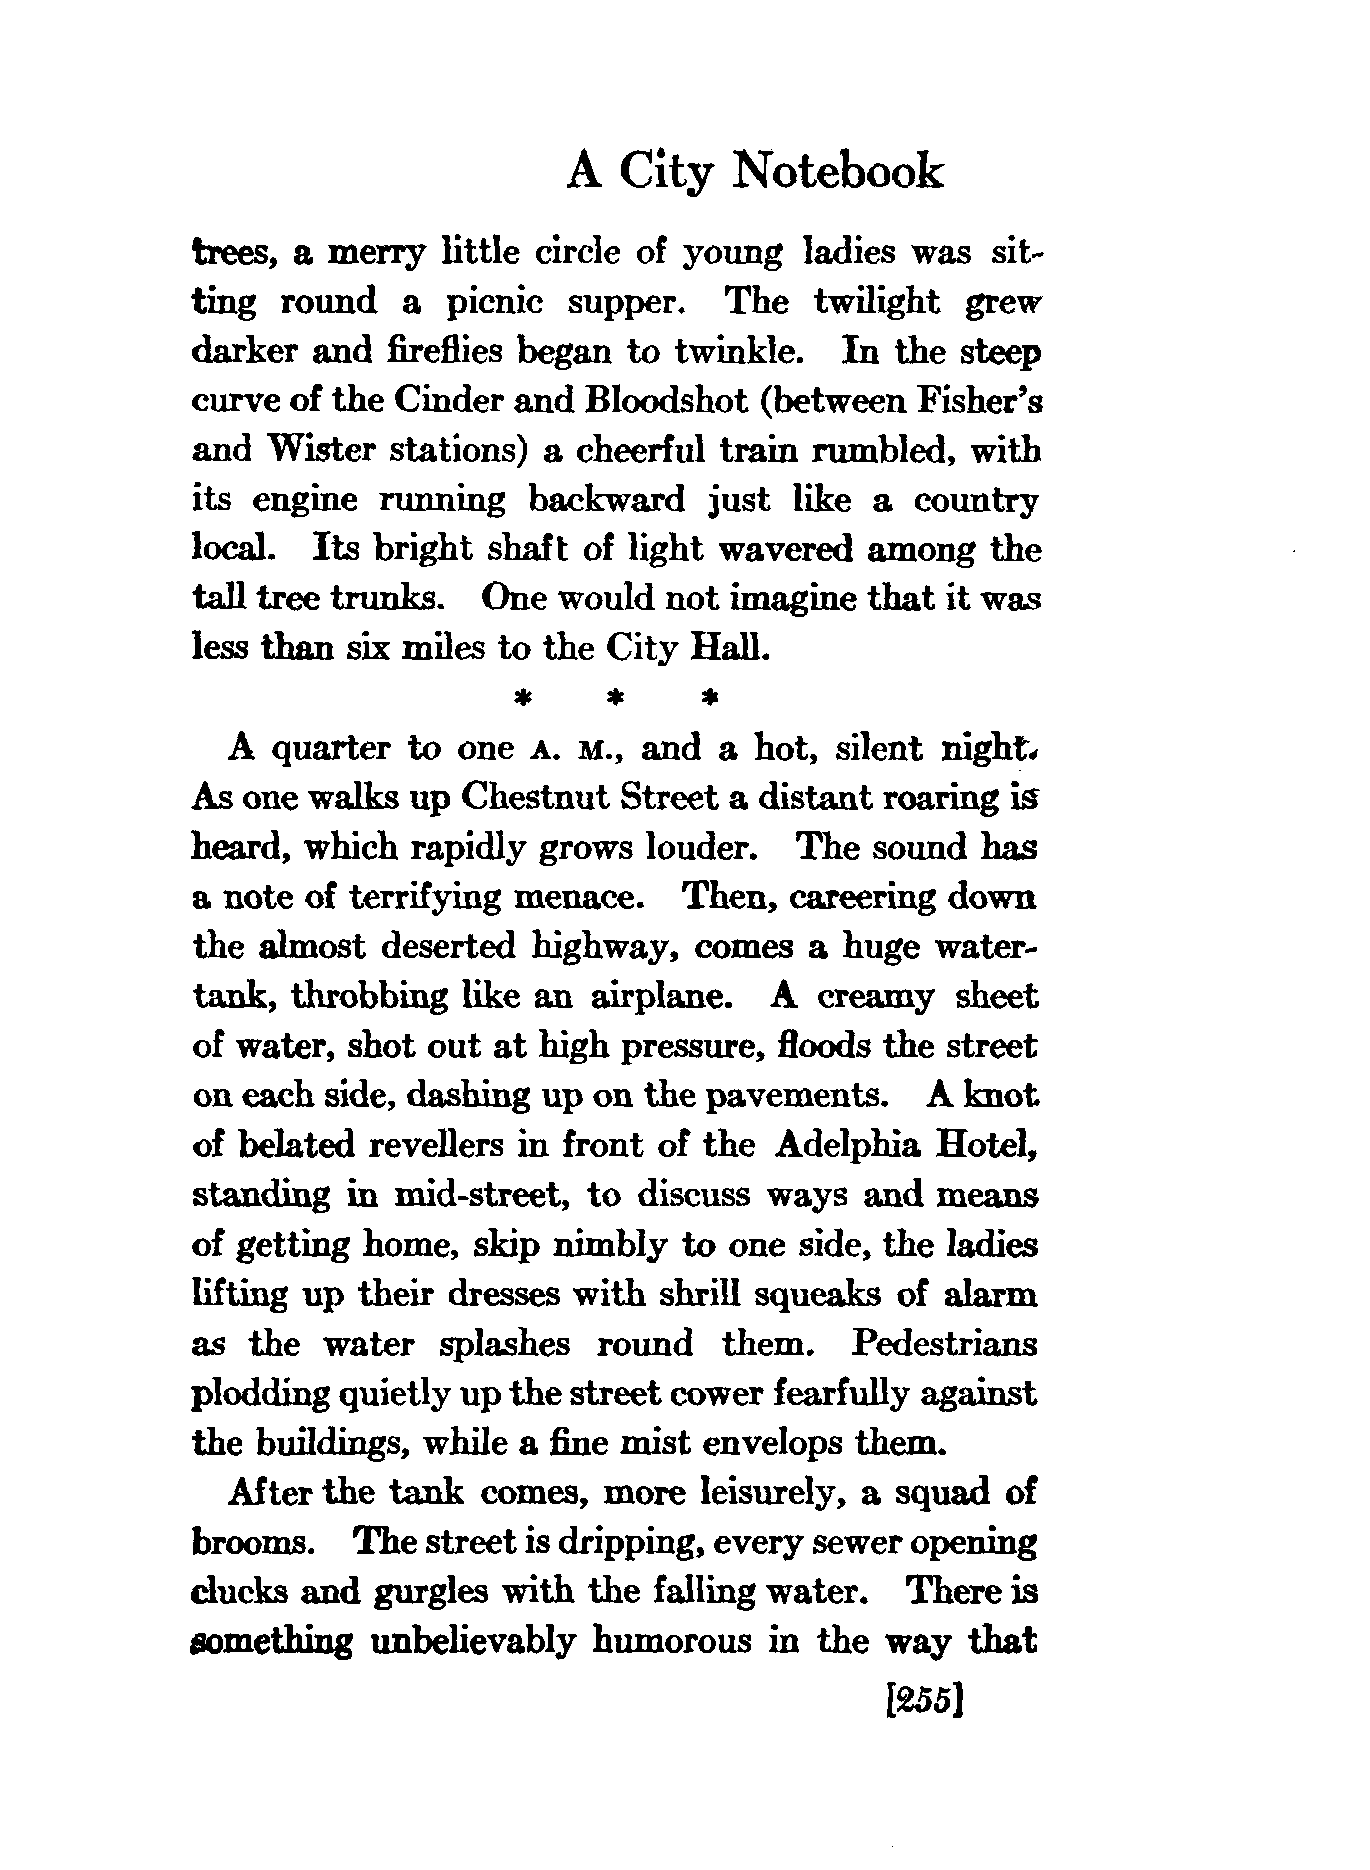 A City Notebook
trees, a merry little circle of young ladies was sit-
ting round a picnic supper. The twilight grew
darker and fireflies began to twinkle. In the steep
curve of the Cinder and Bloodshot (between Fisher's
and Wister stations) a cheerful train rumbled, with
its engine running backward just like a country
local. Its bright shaft of light wavered among the
tall tree trunks. One would not imagine that it was
less than six miles to the City Hall.
* * *
A quarter to one A. M., and a hot, silent night.
As one walks up Chestnut Street a distant roaring is
heard, which rapidly grows louder. The sound has
a note of terrifying menace. Then, careering down
the almost deserted highway, comes a huge water-
tank, throbbing like an airplane. A creamy sheet
of water, shot out at high pressure, floods the street
on each side, dashing up on the pavements. A knot
of belated revellers in front of the Adelphia Hotel,
standing in mid-street, to discuss ways and means
of getting home, skip nimbly to one side, the ladies
lifting up their dresses with shrill squeaks of alarm
as the water splashes round them. Pedestrians
plodding quietly up the street cower fearfully against
the buildings, while a fine mist envelops them.
After the tank comes, more leisurely, a squad of
brooms. The street is dripping, every sewer opening
clucks and gurgles with the falling water. There is
something unbelievably humorous in the way that
[255]